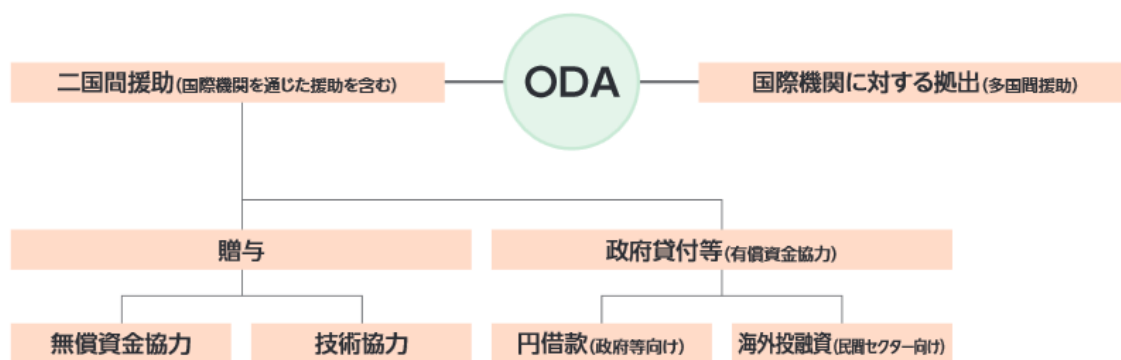 二国間援助(国際機関を通じた援助を含む)
ODA
国際機関に対する拠出(多国間援助)
贈与
政府貸付等(有償資金協力)
無償資金協力
技術協力
円借款(政府等向け)
海外投融資(民間セクター向け)